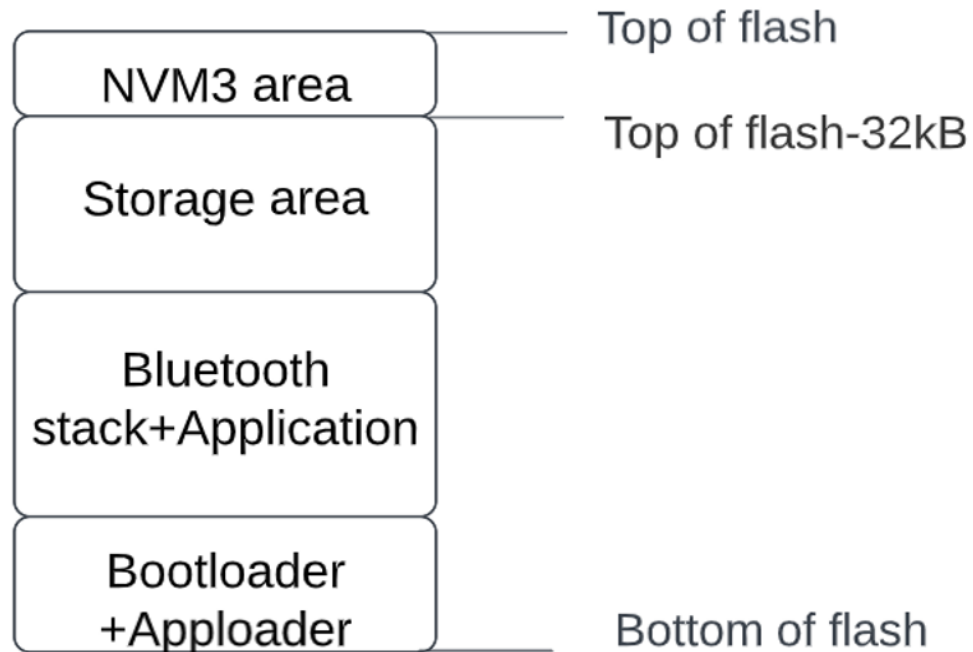 Top of flash
NVM3 area
Top of flash-32kB
Storage area
Bluetooth
stack+Application
Bootloader
+Apploader
Bottom of flash